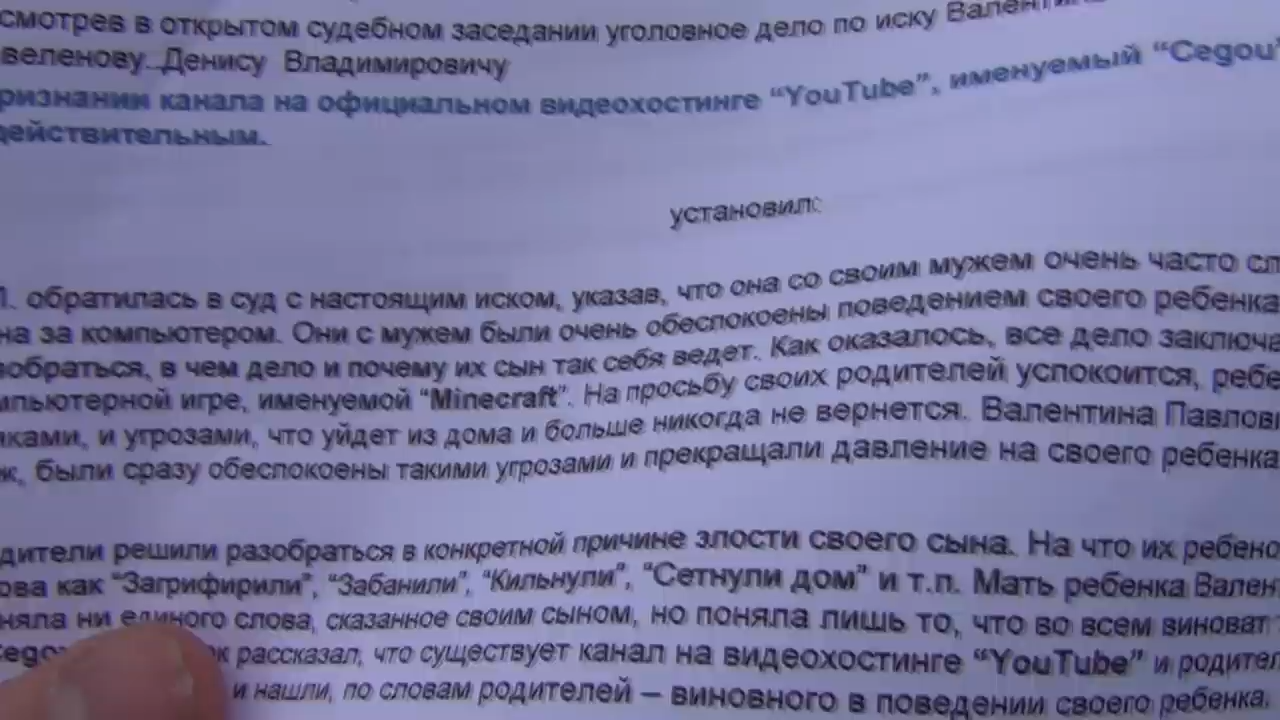 смотрев в открытом судебном заседании уголовное дело по иску Валентин
веленову Денису Владимировичу
ризнании канала на официальном видеохостинге “YouTube”, именуемый “Cegou
действительным.
установил:
обратилась в суд с настоящим иском, указав, что она со своим мужем очень часто сл
на за компьютером. Они с мужем были очень обеспокоены поведением своего ребенка
зобраться, в чем дело и почему их сын так себя ведет. Как оказалось, все дело заключа
мпьютерной игре, именуемой “Minecraft”. На просьбу своих родителей успокоится, ребе
иками, и угрозами, что уйдет из дома и больше никогда не вернется. Валентина Павлов
ж, были сразу обеспокоены такими угрозами и прекращали давление на своего ребенка
дители решили разобраться в конкретной причине злости своего сына. На что их ребено
ова как “Загрифирили”, “Забанили”, “Кильнули”, “Сетнули дом” и т.п. Мать ребенка Вален
няла ни единого слова, сказанное своим сыном, но поняла лишь то, что во всем виноват
ок рассказал, что существует канал на видеохостинге “YouTube” и родител
и нашли, по словам родителей – виновного в поведении своего ребенка.